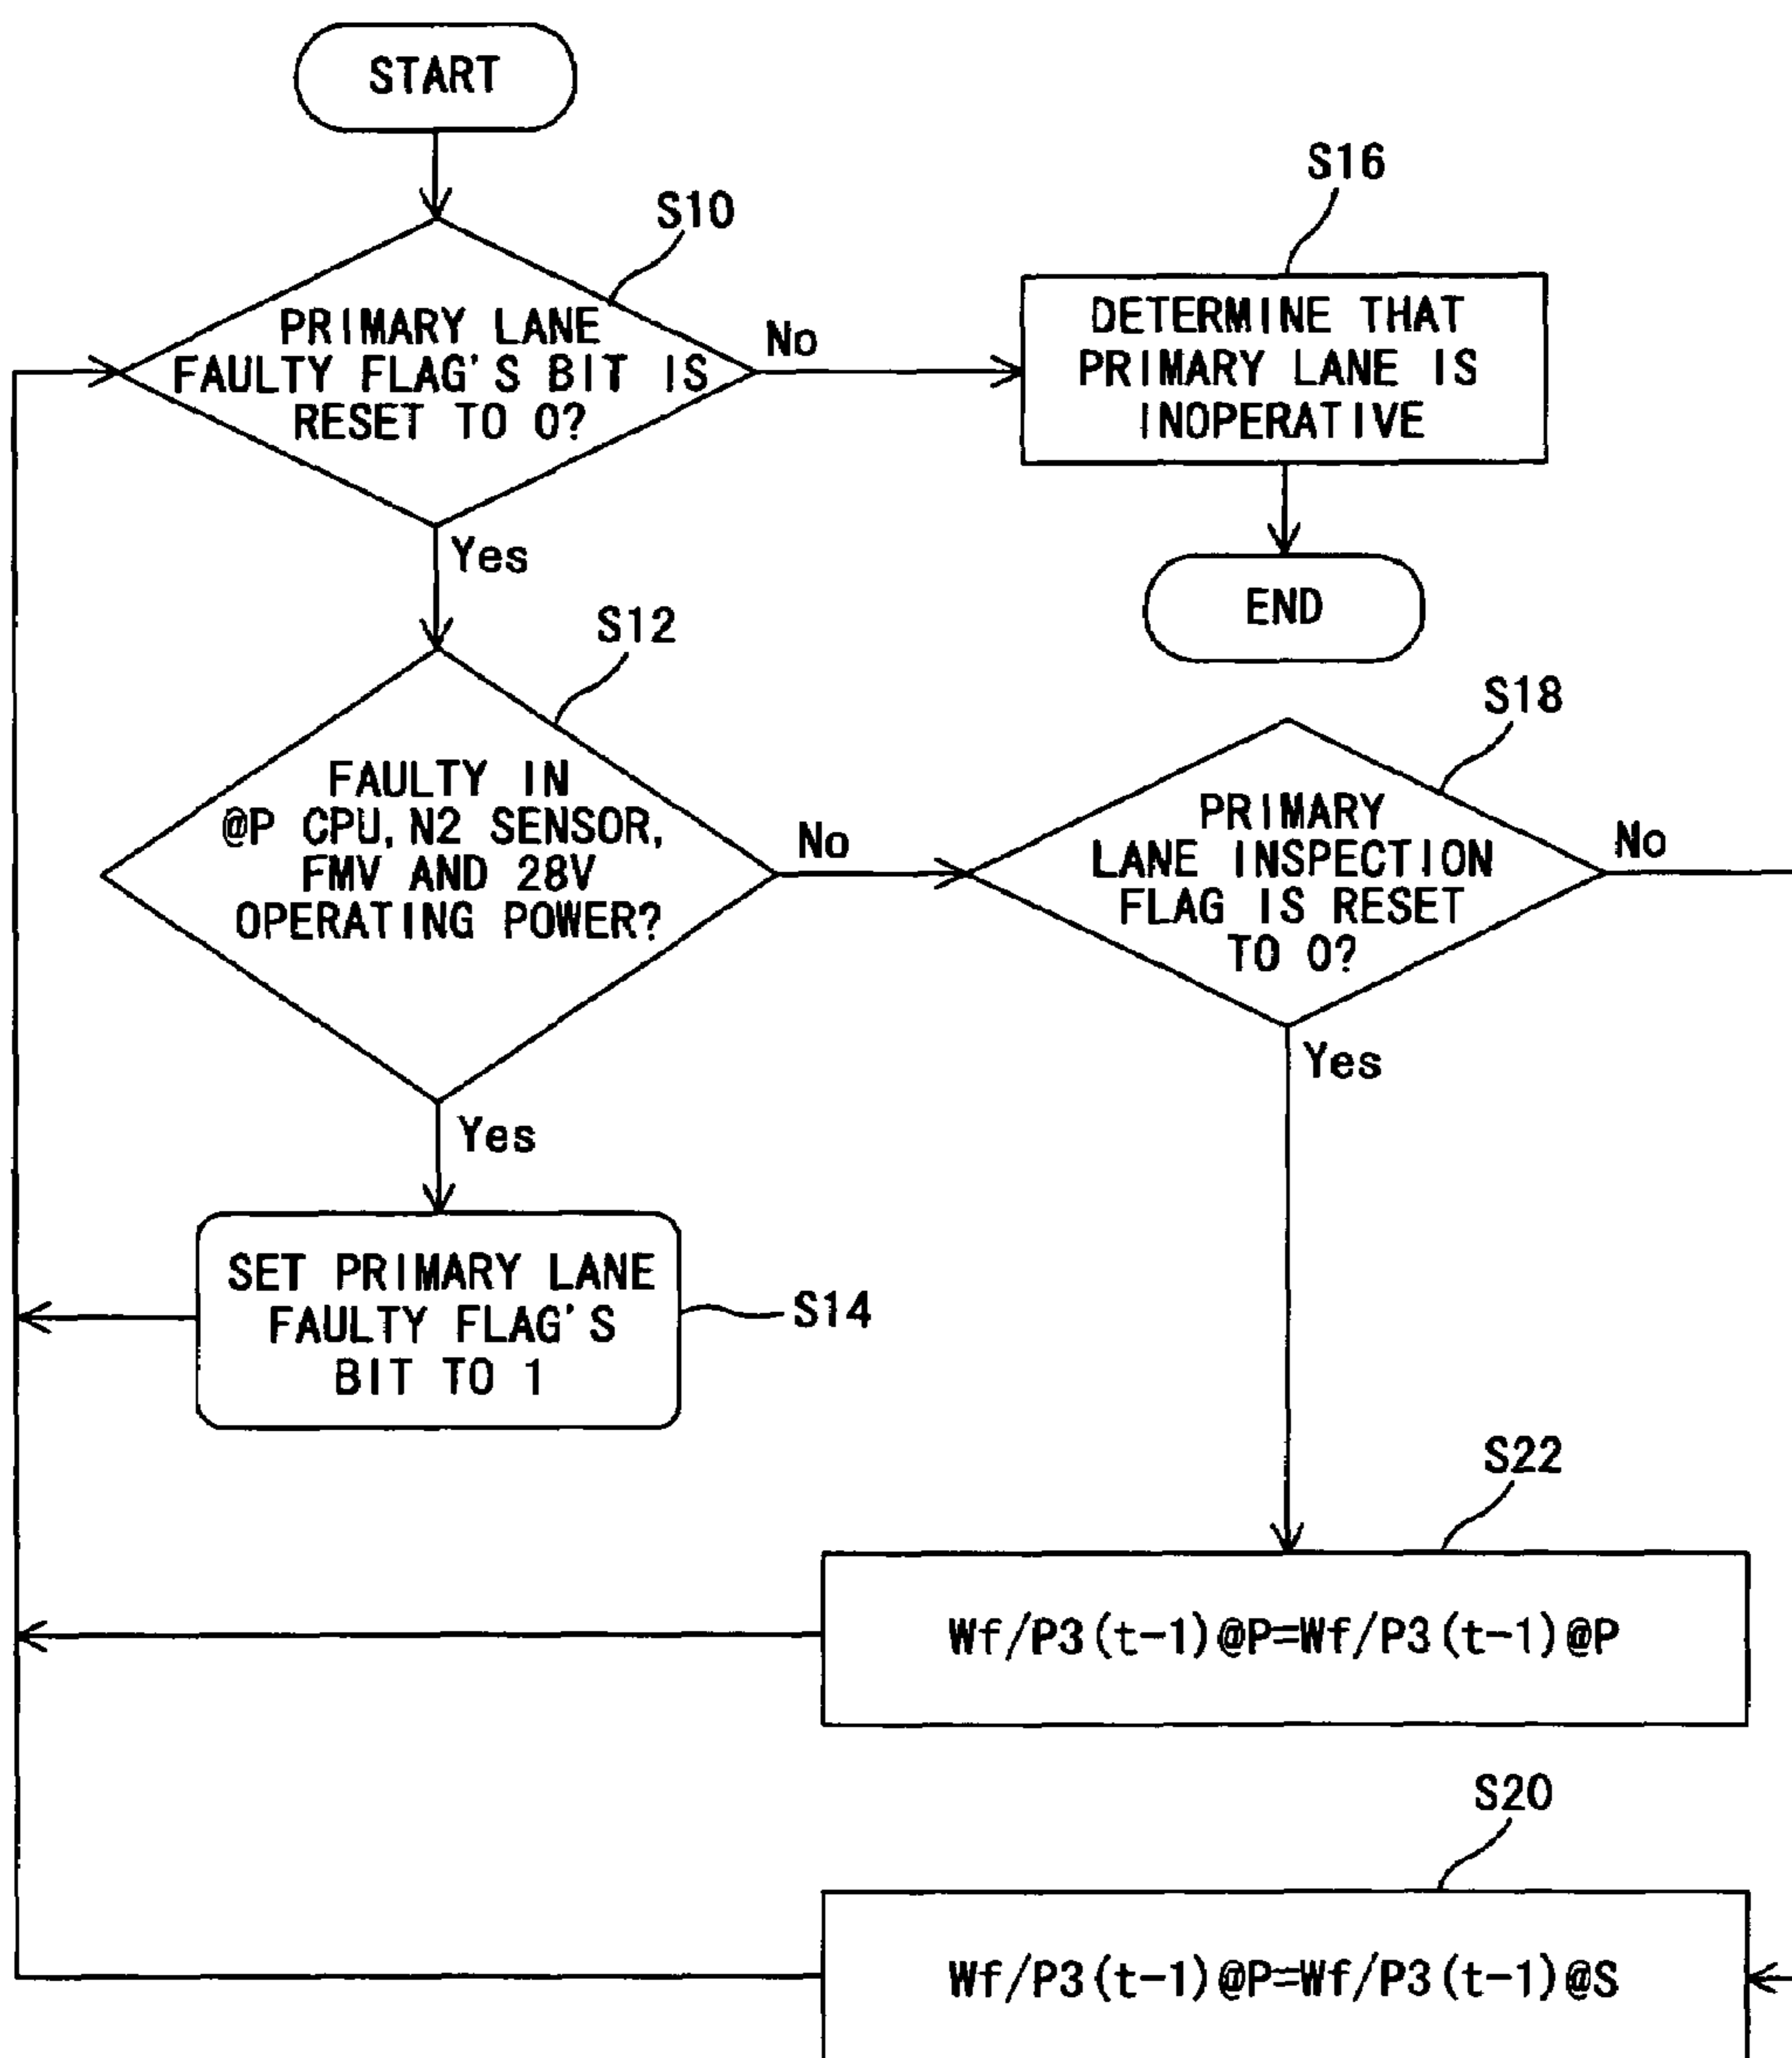 START
S10
PRIMARY LANE
FAULTY FLAG'S BIT IS
RESET TO 0?
No
Yes
S16
DETERMINE THAT
PRIMARY LANE IS
INOPERATIVE
END
S12
FAULTY IN
@P CPU, N2 SENSOR,
FMV AND 28V
OPERATING POWER?
No
Yes
S18
PRIMARY
LANE INSPECTION
FLAG IS RESET
TO 0?
No
Yes
SET PRIMARY LANE
FAULTY FLAG'S
BIT TO 1
S14
S22
Wf/P3(t-1)@P=Wf/P3(t-1)@P
S20
Wf/P3(t-1)@P=Wf/P3(t-1)@S